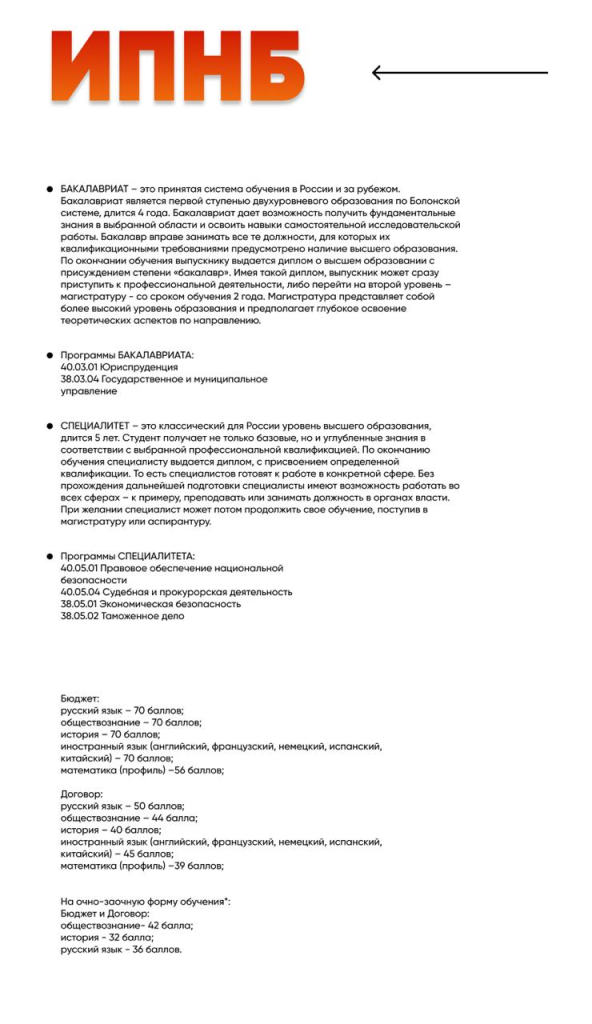 ИПНБ
БАКАЛАВРИАТ – это принятая система обучения в России и за рубежом.
Бакалавриат является первой ступенью двухуровневого образования по Болонской
системе, длится 4 года. Бакалавриат дает возможность получить фундаментальные
знания в выбранной области и освоить навыки самостоятельной исследовательской
работы. Бакалавр вправе занимать все те должности, для которых их
квалификационными требованиями предусмотрено наличие высшего образования.
По окончании обучения выпускнику выдается диплом о высшем образовании с
присуждением степени «бакалавр». Имея такой диплом, выпускник может сразу
приступить к профессиональной деятельности, либо перейти на второй уровень –
магистратуру - со сроком обучения 2 года. Магистратура представляет собой
более высокий уровень образования и предполагает глубокое освоение
теоретических аспектов по направлению.
Программы БАКАЛАВРИАТА:
40.03.01 Юриспруденция
38.03.04 Государственное и муниципальное
управление
СПЕЦИАЛИТЕТ – это классический для России уровень высшего образования,
длится 5 лет. Студент получает не только базовые, но и углубленные знания в
соответствии с выбранной профессиональной квалификацией. По окончанию
обучения специалисту выдается диплом, с присвоением определенной
квалификации. То есть специалистов готовят к работе в конкретной сфере. Без
прохождения дальнейшей подготовки специалисты имеют возможность работать во
всех сферах – к примеру, преподавать или занимать должность в органах власти.
При желании специалист может потом продолжить свое обучение, поступив в
магистратуру или аспирантуру.
Программы СПЕЦИАЛИТЕТА:
40.05.01 Правовое обеспечение национальной
безопасности
40.05.04 Судебная и прокурорская деятельность
38.05.01 Экономическая безопасность
38.05.02 Таможенное дело
Бюджет:
русский язык – 70 баллов;
обществознание – 70 баллов;
история – 70 баллов;
иностранный язык (английский, французский, немецкий, испанский,
китайский) – 70 баллов;
математика (профиль) –56 баллов;
Договор:
русский язык – 50 баллов;
обществознание – 44 балла;
история – 40 баллов;
иностранный язык (английский, французский, немецкий, испанский,
китайский) – 45 баллов;
математика (профиль) –39 баллов;
На очно-заочную форму обучения*:
Бюджет и Договор:
обществознание- 42 балла;
история - 32 балла;
русский язык - 36 баллов.